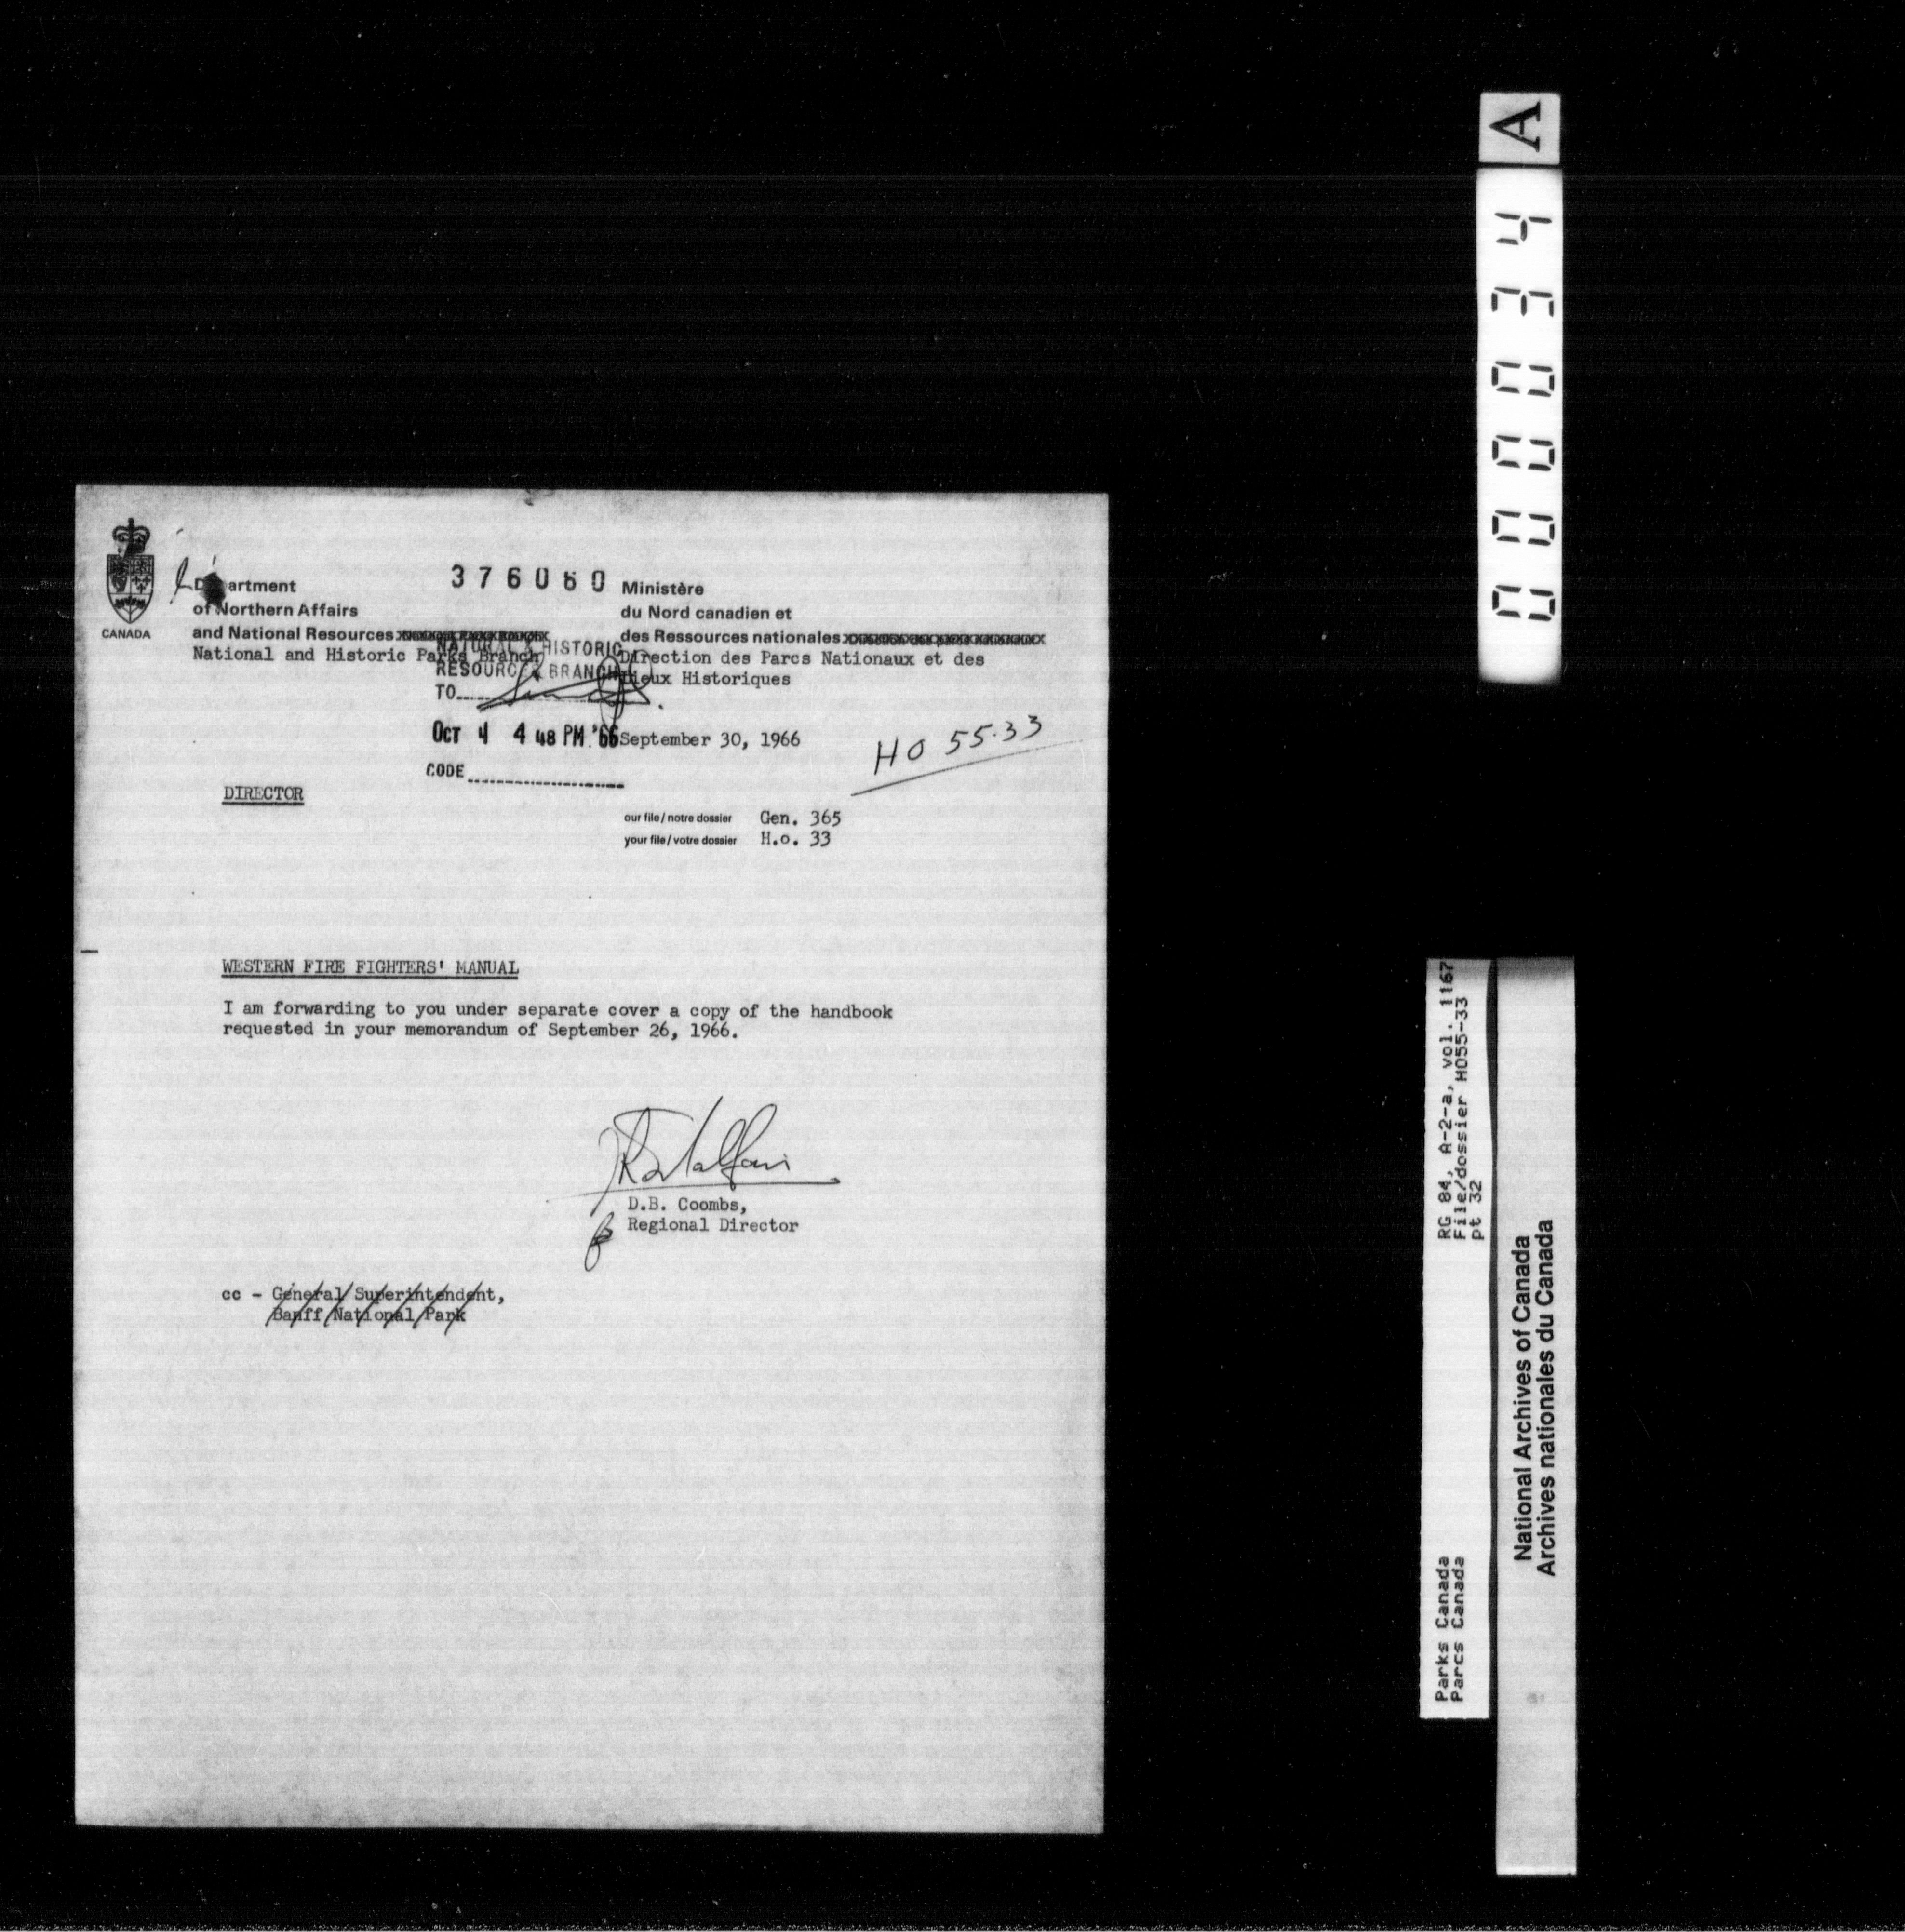 CANADA
Department
of Northern Affairs
and National Resources
National and Historic Parks Branch
376060
Ministère
du Nord canadien et
des Ressources nationales
Direction des Parcs Nationaux et des
Lieux Historiques
NATURAL & HISTORIC
RESOURCES BRANCH
TO
OCT 4 4 48 PM '66
CODE
September 30, 1966
HO 55-33
DIRECTOR
our file/notre dossier Gen. 365
your file/votre dossier H.o. 33
WESTERN FIRE FIGHTERS' MANUAL
I am forwarding to you under separate cover a copy of the handbook
requested in your memorandum of September 26, 1966.
D.B. Coombs,
Regional Director
cc - General Superintendent,
Banff National Park
A
000034
RG 84, A-2-a, vol. 1167
File/dossier HO55-33
pt 32
Parks Canada
Parcs Canada
National Archives of Canada
Archives nationales du Canada